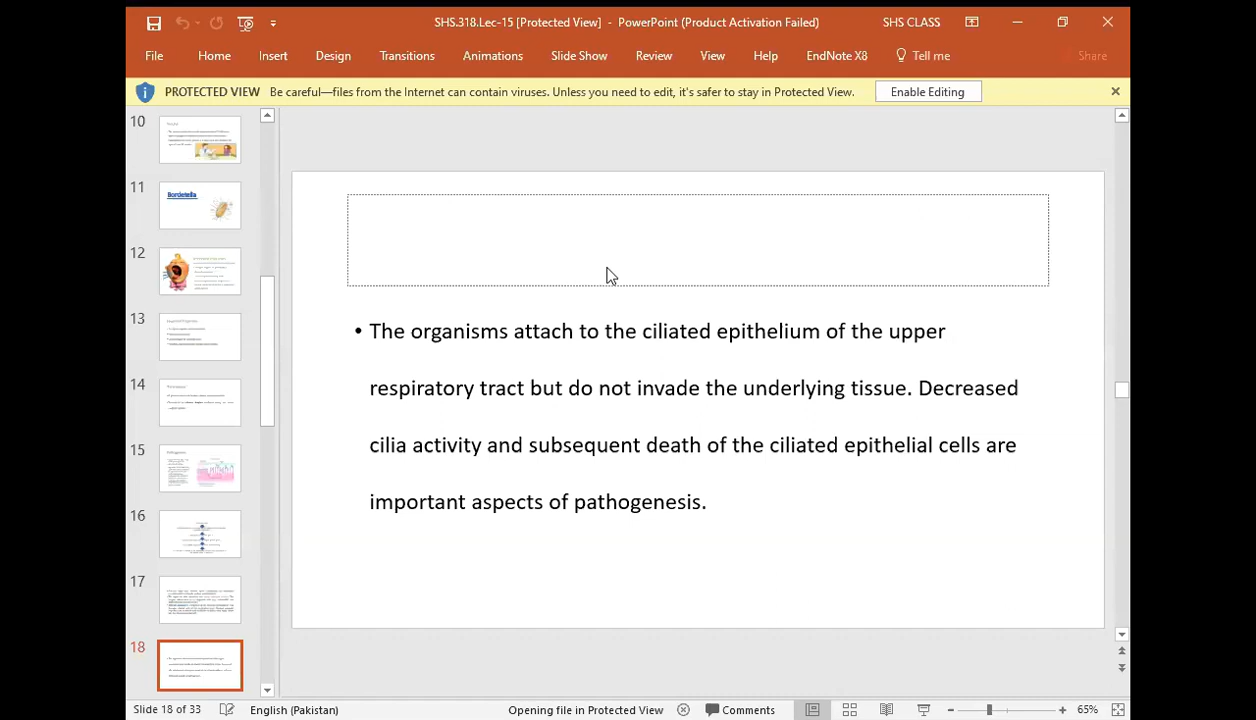 SHS.318.Lec-15 [Protected View] - PowerPoint (Product Activation Failed)
SHS CLASS
File Home Insert Design Transitions Animations Slide Show Review View Help EndNote X8 Tell me Share
PROTECTED VIEW Be careful—files from the Internet can contain viruses. Unless you need to edit, it's safer to stay in Protected View. Enable Editing
10
11
Bordetella
12
13
14
15
16
17
18
• The organisms attach to the ciliated epithelium of the upper
respiratory tract but do not invade the underlying tissue. Decreased
cilia activity and subsequent death of the ciliated epithelial cells are
important aspects of pathogenesis.
Slide 18 of 33 English (Pakistan) Opening file in Protected View Comments 65%